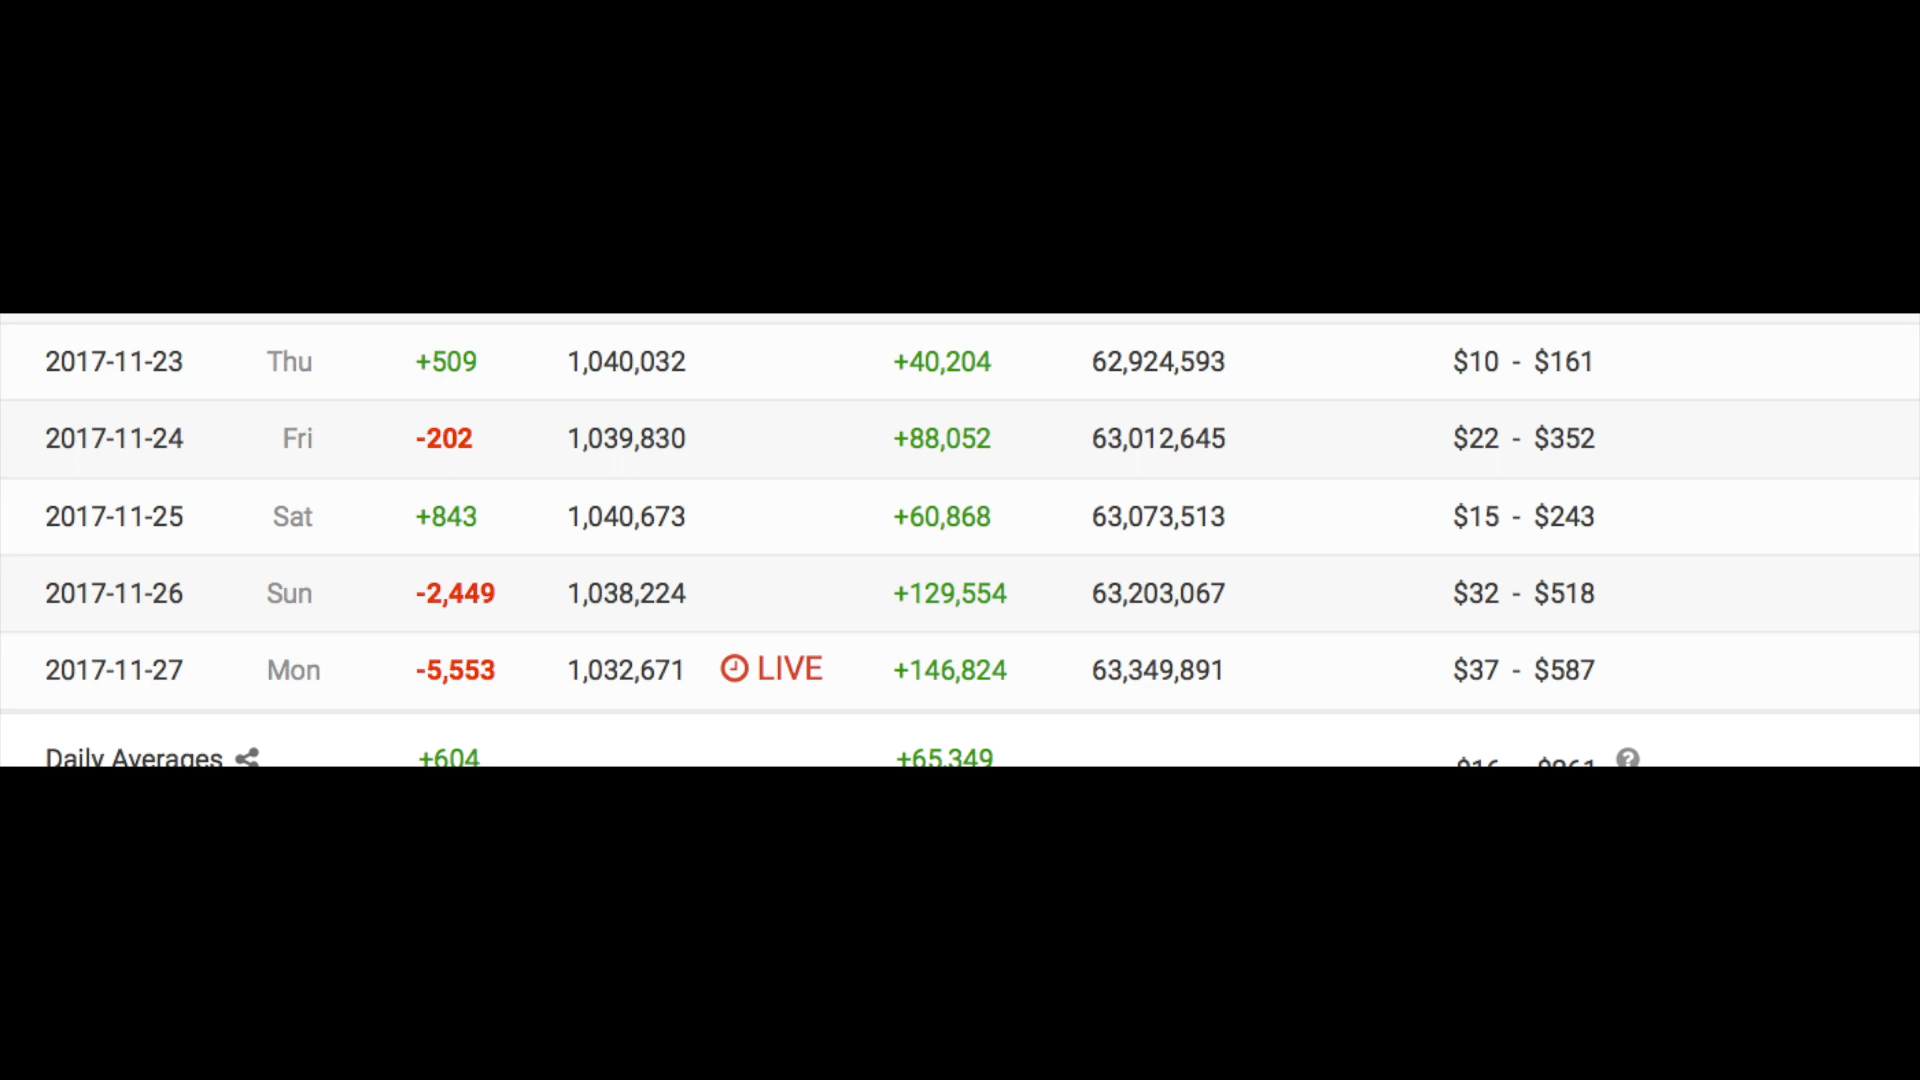 2017-11-23 Thu +509 1,040,032 +40,204 62,924,593 $10 - $161
2017-11-24 Fri -202 1,039,830 +88,052 63,012,645 $22 - $352
2017-11-25 Sat +843 1,040,673 +60,868 63,073,513 $15 - $243
2017-11-26 Sun -2,449 1,038,224 +129,554 63,203,067 $32 - $518
2017-11-27 Mon -5,553 1,032,671 LIVE +146,824 63,349,891 $37 - $587
Daily Averages +604 +65,349